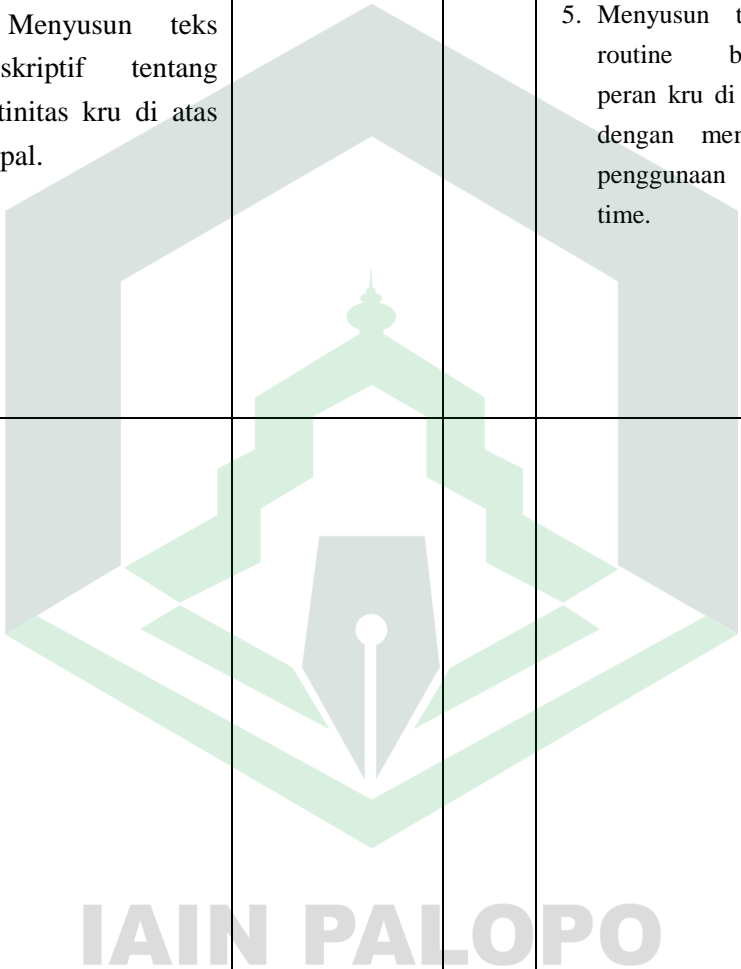 Menyusun teks
skriptif tentang
tinitas kru di atas
pal.
5. Menyusun t
routine b
peran kru di
dengan men
penggunaan
time.
IAIN PALOPO